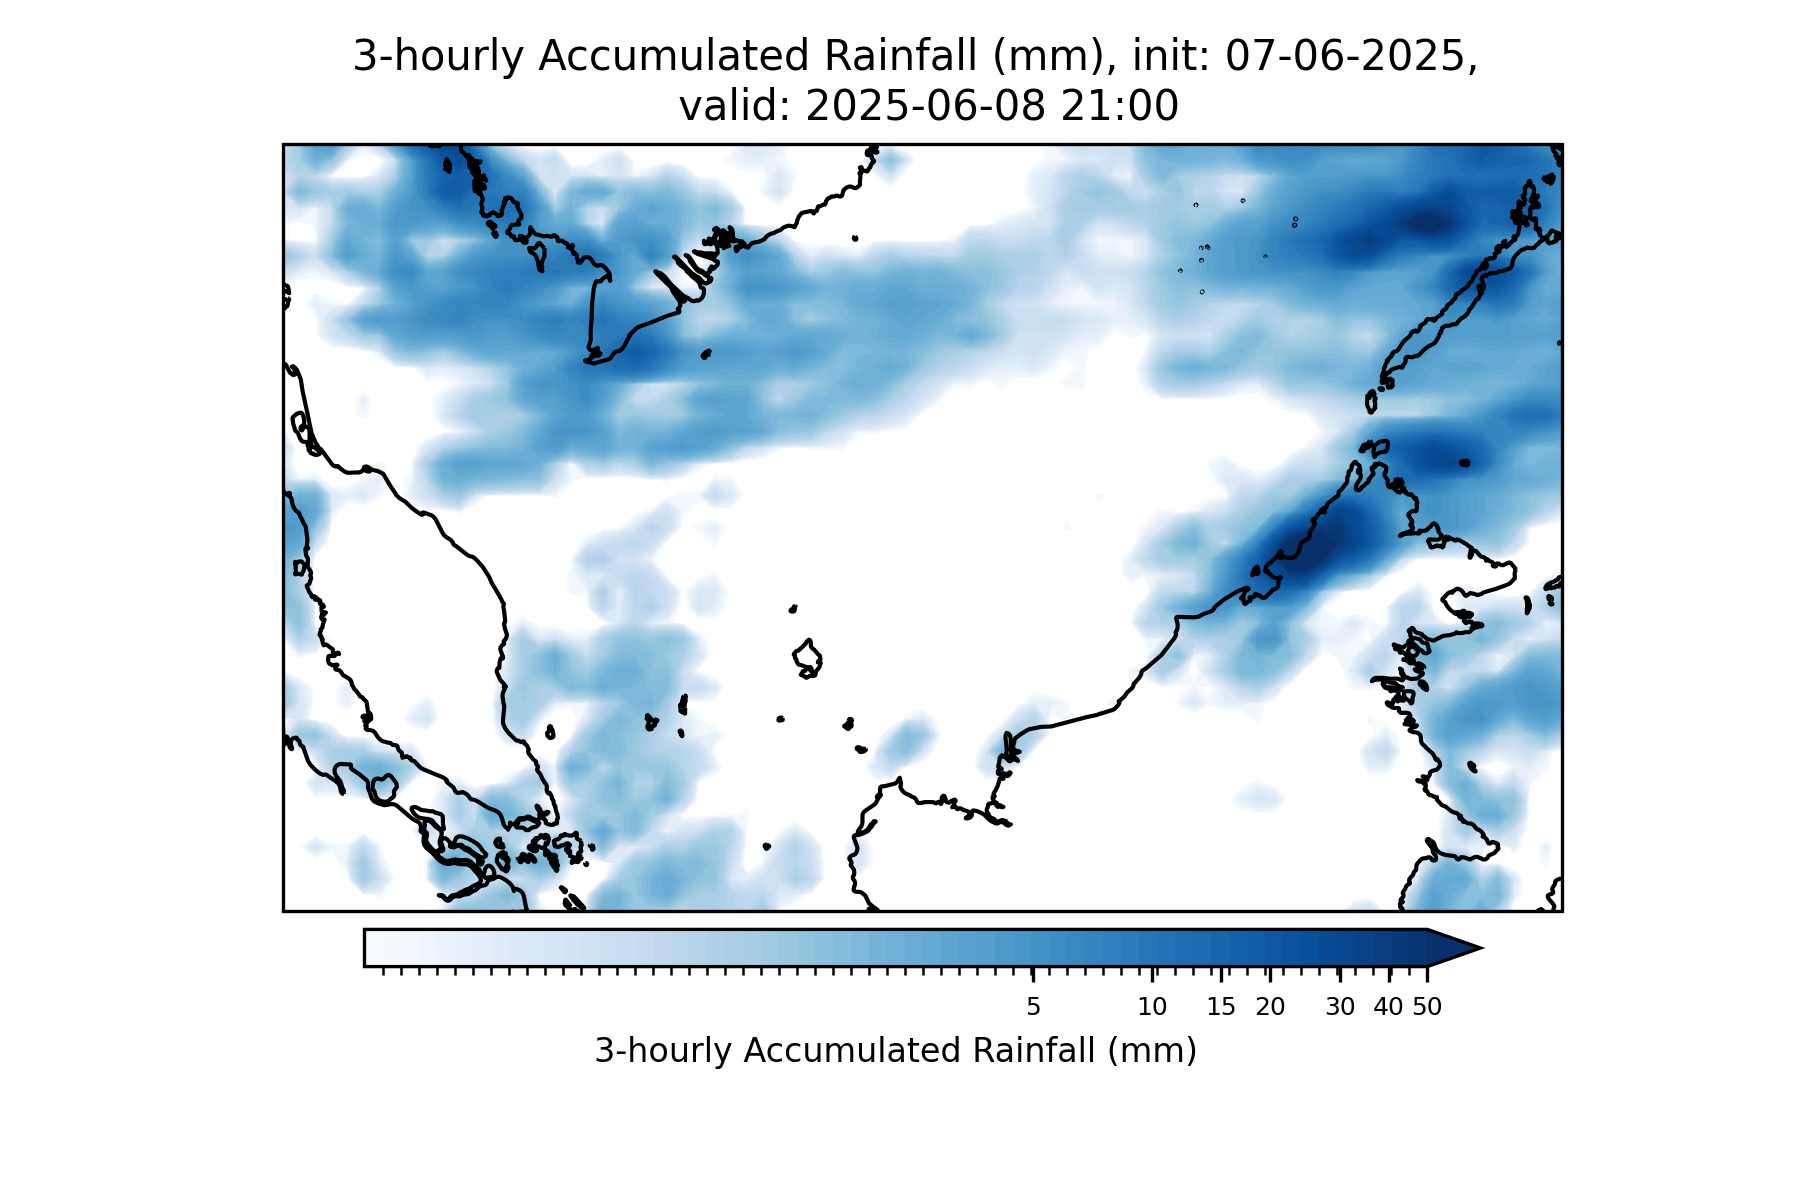 3-hourly Accumulated Rainfall (mm), init: 07-06-2025,
valid: 2025-06-08 21:00
5 10 15 20 30 40 50
3-hourly Accumulated Rainfall (mm)